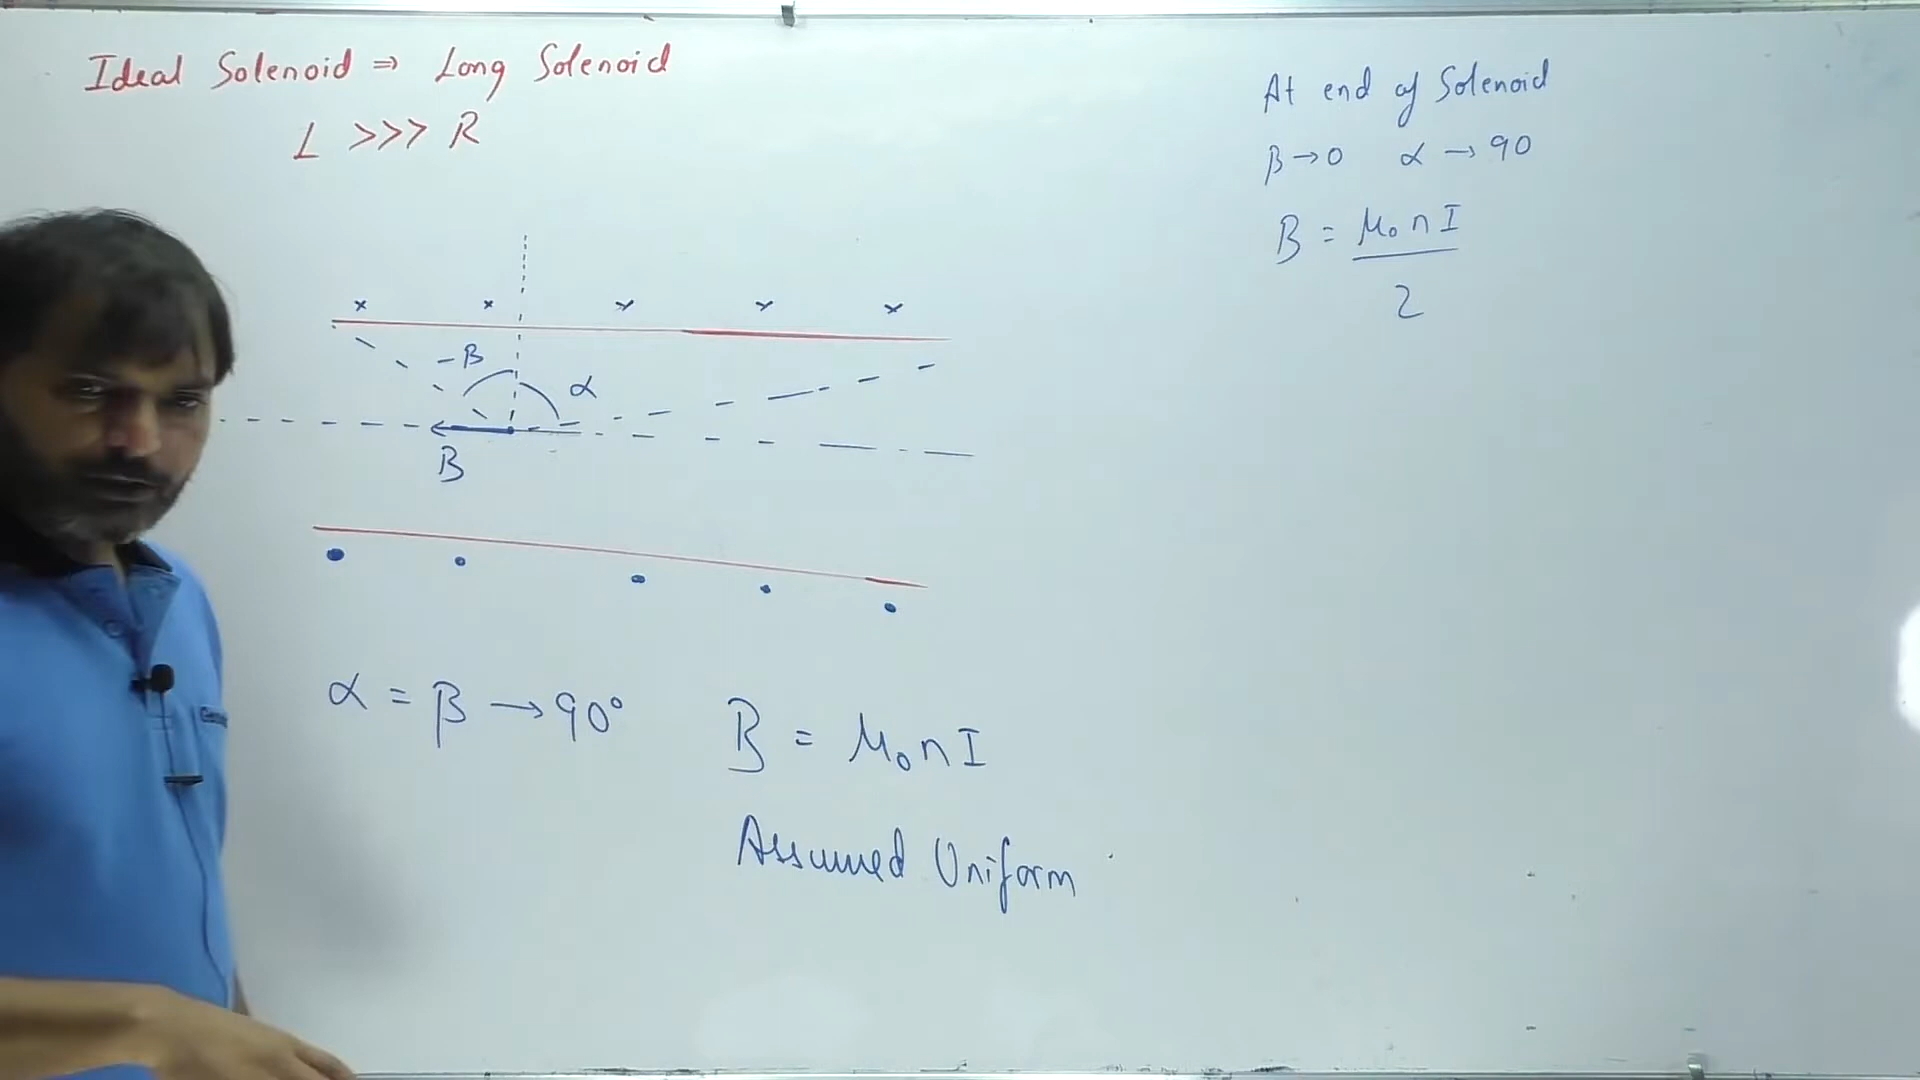 Ideal Solenoid ⇒ Long Solenoid
L >>> R
-β
α
B
α = β → 90°
B = μ₀nI
Assumed Uniform
At end of Solenoid
β→0 α → 90
B = μ₀nI
2